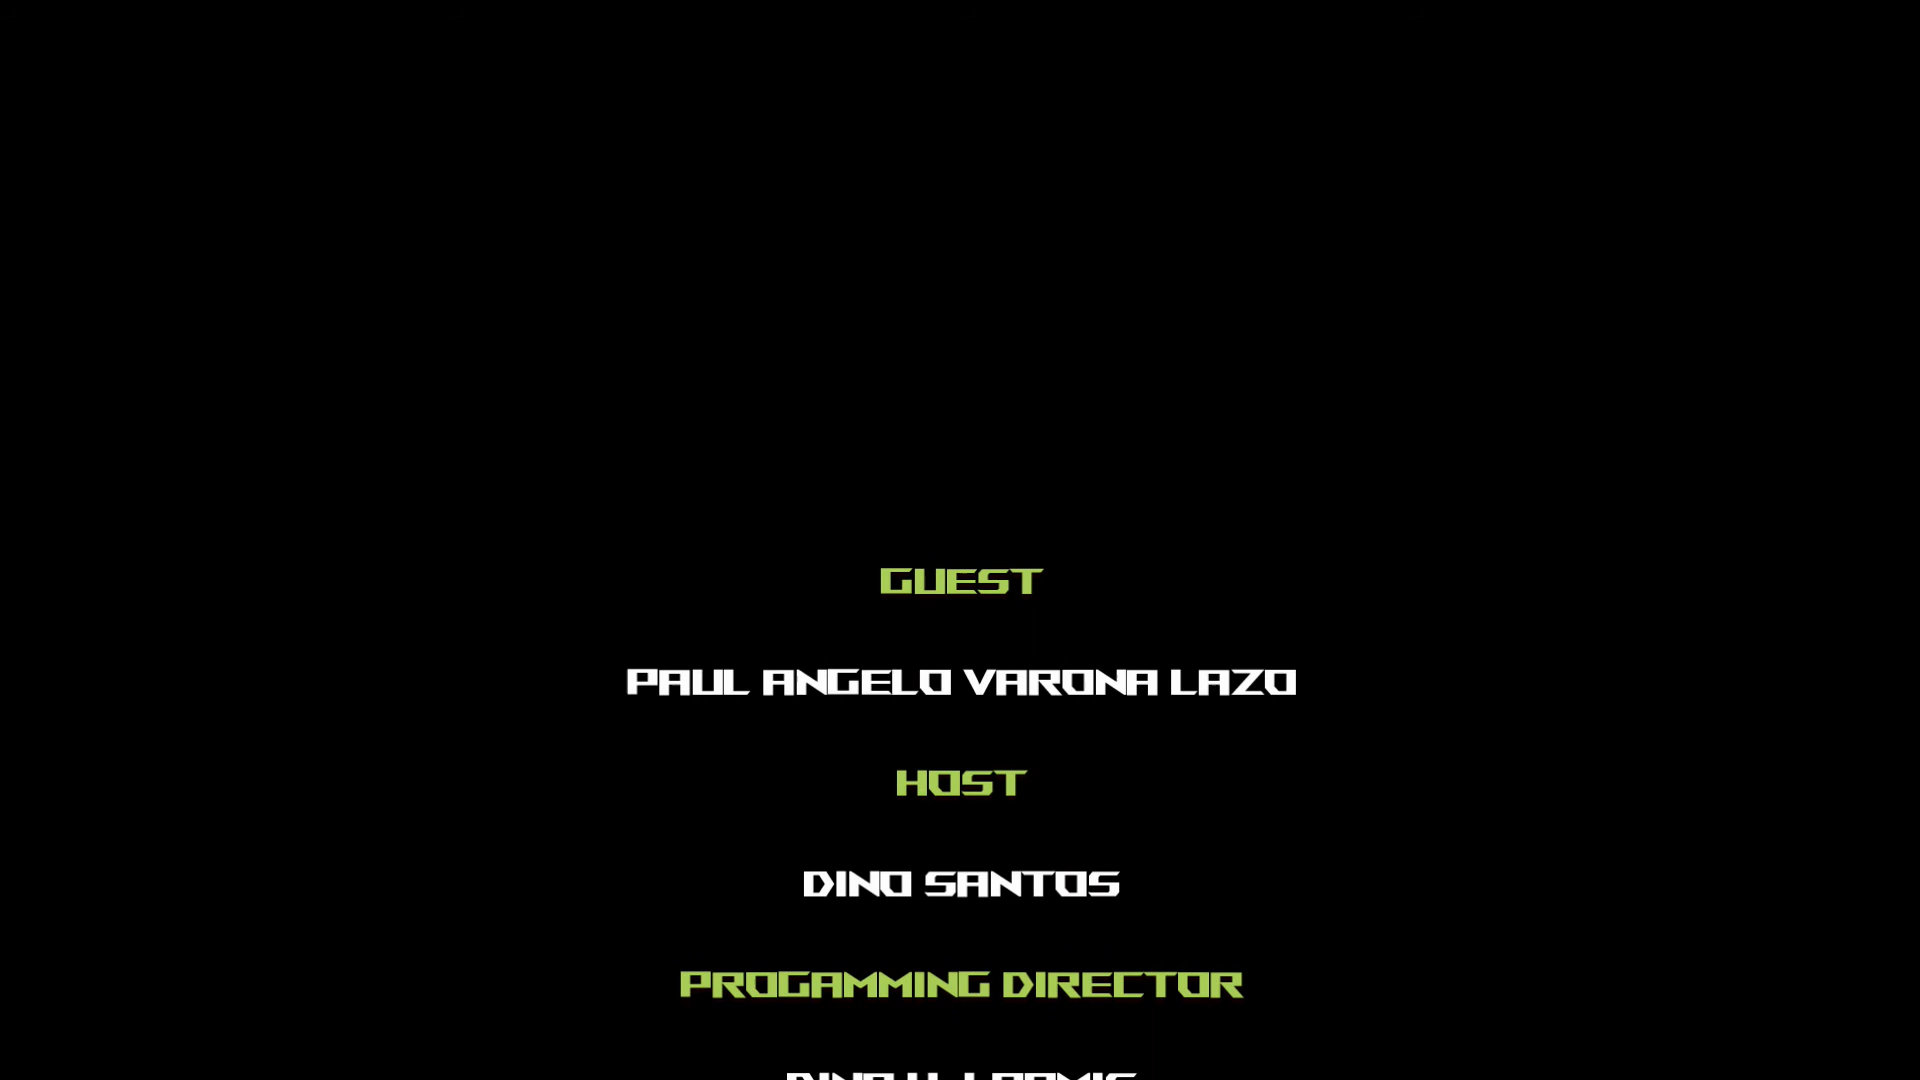 GUEST
PAUL ANGELO VARONA LAZO
HOST
DINO SANTOS
PROGAMMING DIRECTOR